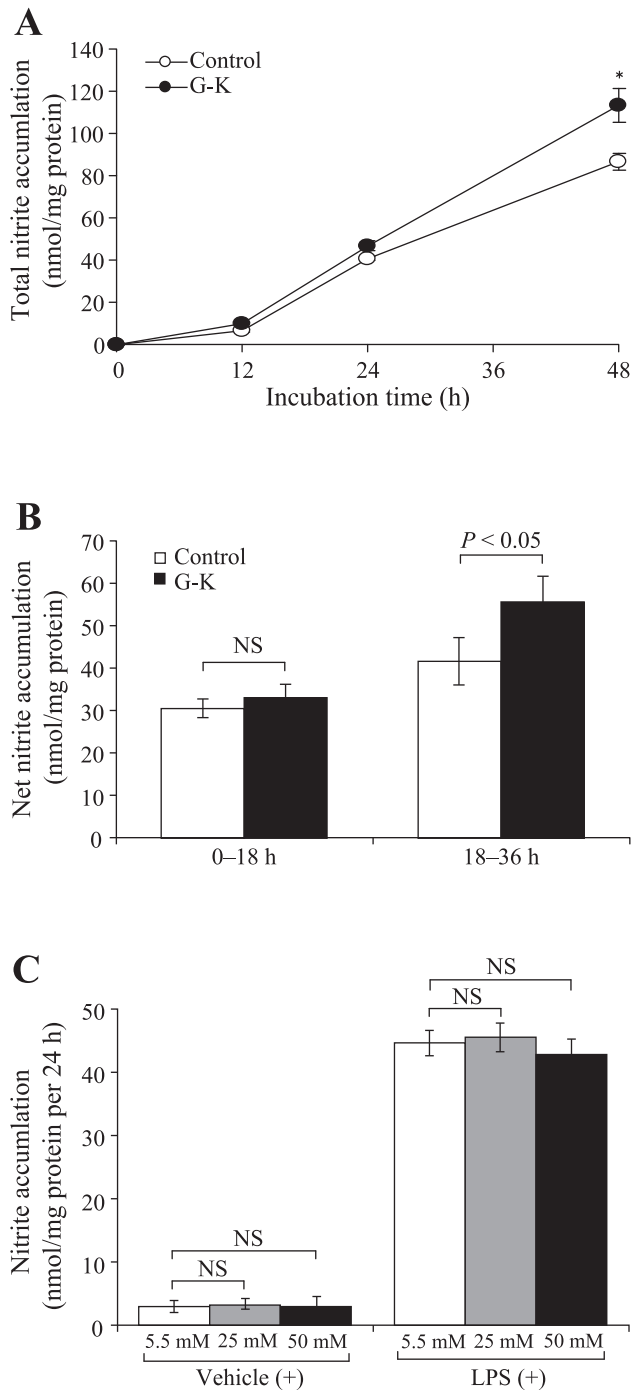 A
Total nitrite accumlation
(nmol/mg protein)
140
120
100
80
60
40
20
0
Control
G-K
*
0 12 24 36 48
Incubation time (h)
B
Net nitrite accumulation
(nmol/mg protein)
70
60
50
40
30
20
10
0
Control
G-K
NS
P < 0.05
0–18 h 18–36 h
C
Nitrite accumlation
(nmol/mg protein per 24 h)
50
40
30
20
10
0
NS
NS
NS
NS
5.5 mM 25 mM 50 mM 5.5 mM 25 mM 50 mM
Vehicle (+) LPS (+)